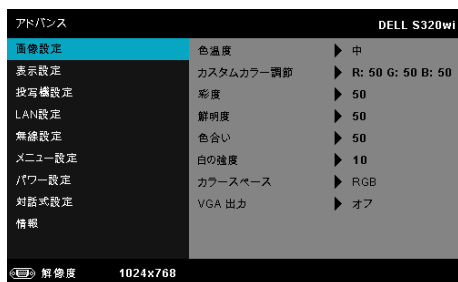 アドバンス DELL S320wi
画像設定 色温度 中
表示設定 カスタムカラー調節 R: 50 G: 50 B: 50
投写機設定 彩度 50
LAN設定 鮮明度 50
無線設定 色合い 50
メニュー設定 白の強度 10
パワー設定 カラースペース RGB
対話式設定 VGA 出力 オフ
情報
解像度 1024x768